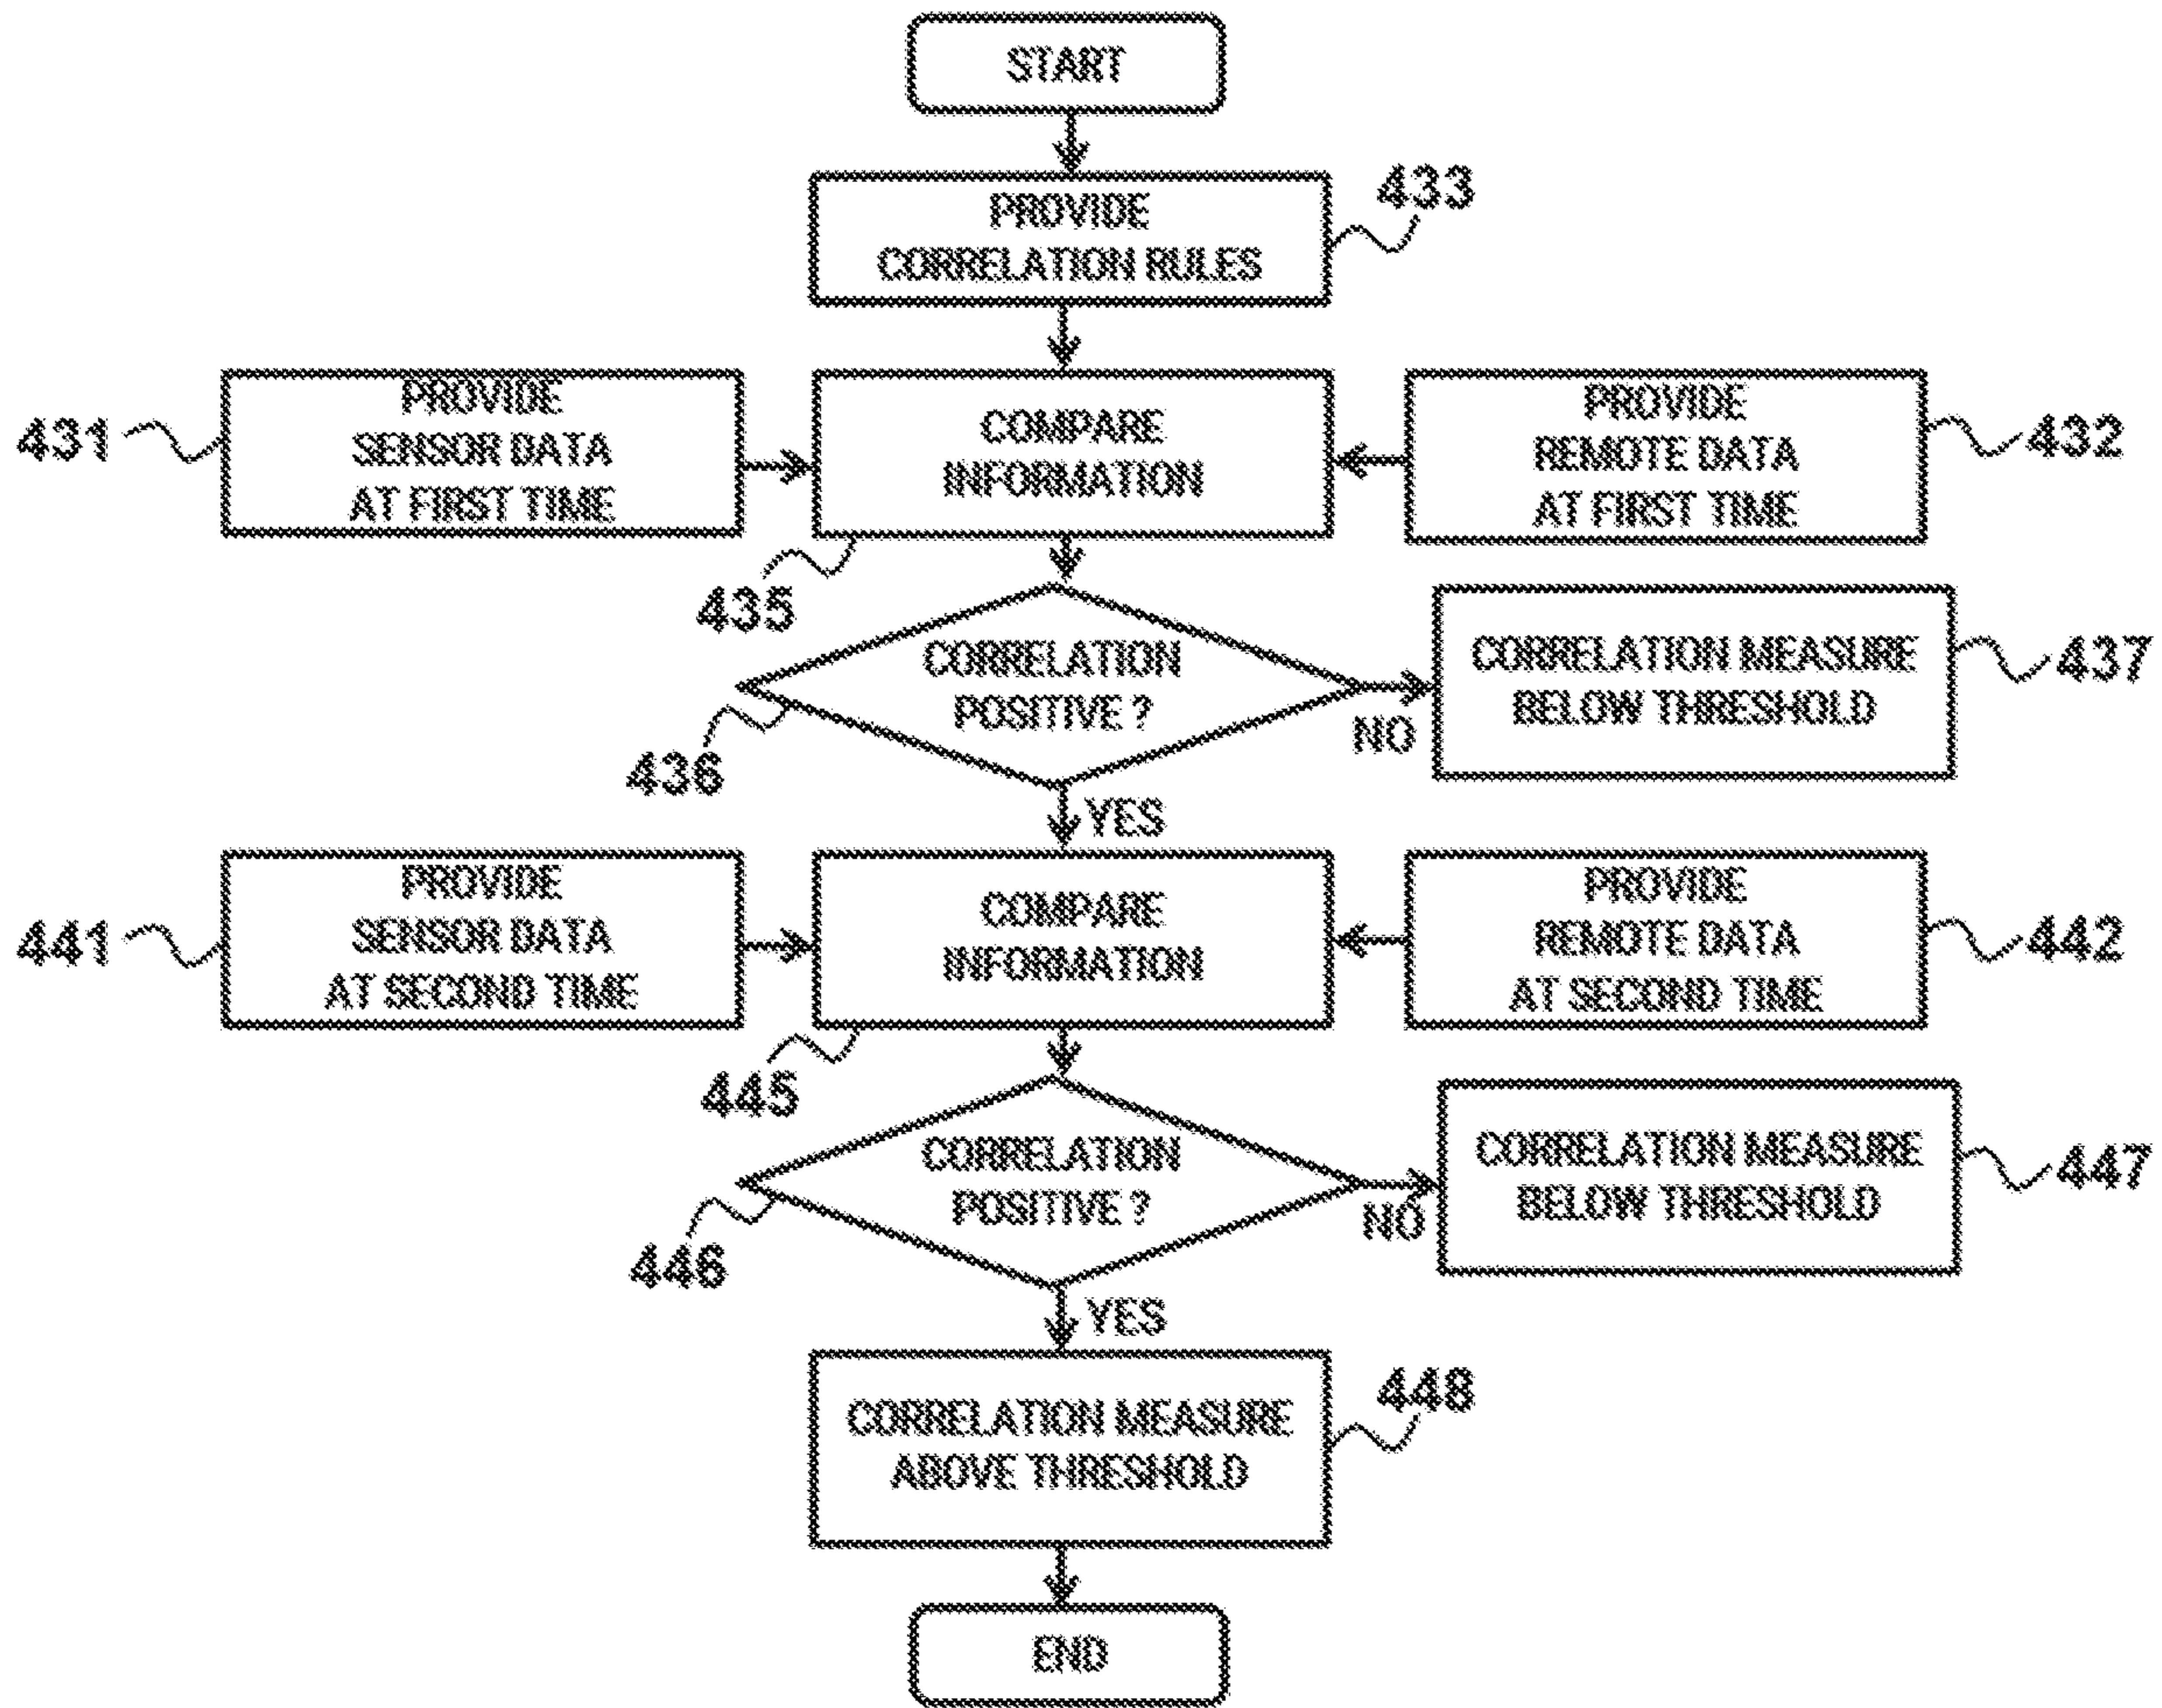 START
PROVIDE
CORRELATION RULES
433
431
PROVIDE
SENSOR DATA
AT FIRST TIME
COMPARE
INFORMATION
PROVIDE
REMOTE DATA
AT FIRST TIME
432
435
CORRELATION
POSITIVE ?
436
NO
CORRELATION MEASURE
BELOW THRESHOLD
437
YES
441
PROVIDE
SENSOR DATA
AT SECOND TIME
COMPARE
INFORMATION
PROVIDE
REMOTE DATA
AT SECOND TIME
442
445
CORRELATION
POSITIVE ?
446
NO
CORRELATION MEASURE
BELOW THRESHOLD
447
YES
CORRELATION MEASURE
ABOVE THRESHOLD
448
END